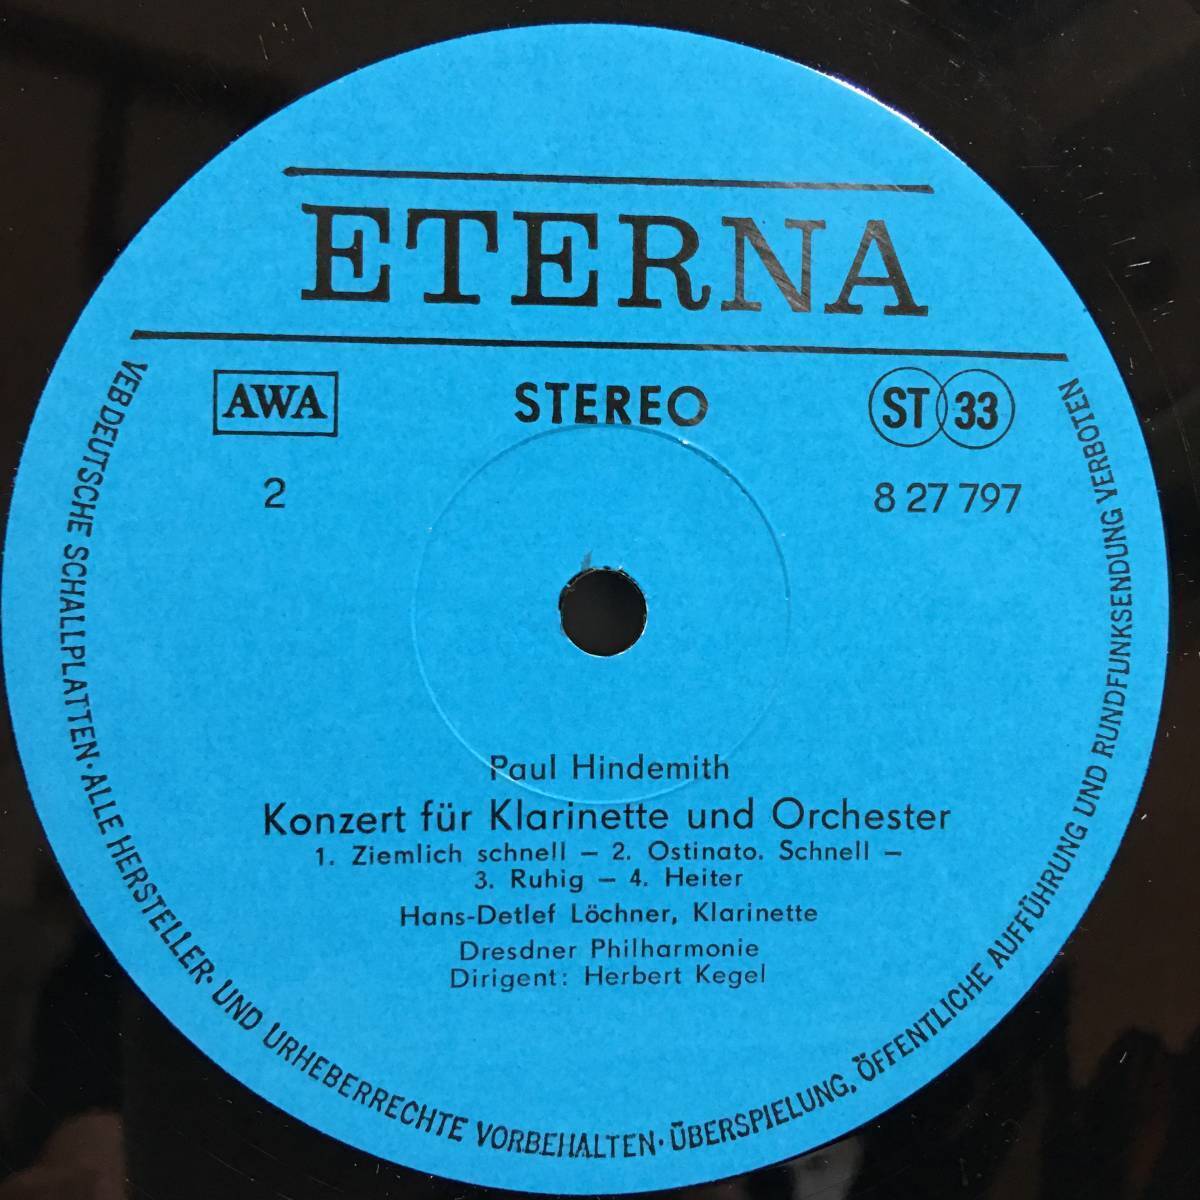 ETERNA
AWA
STEREO
ST 33
2
8 27 797
Paul Hindemith
Konzert für Klarinette und Orchester
1. Ziemlich schnell – 2. Ostinato. Schnell –
3. Ruhig – 4. Heiter
Hans-Detlef Löchner, Klarinette
Dresdner Philharmonie
Dirigent: Herbert Kegel
VEB DEUTSCHE SCHALLPLATTEN · ALLE HERSTELLER- UND URHEBERRECHTE VORBEHALTEN · ÜBERSPIELUNG, ÖFFENTLICHE AUFFÜHRUNG UND RUNDFUNKSENDUNG VERBOTEN